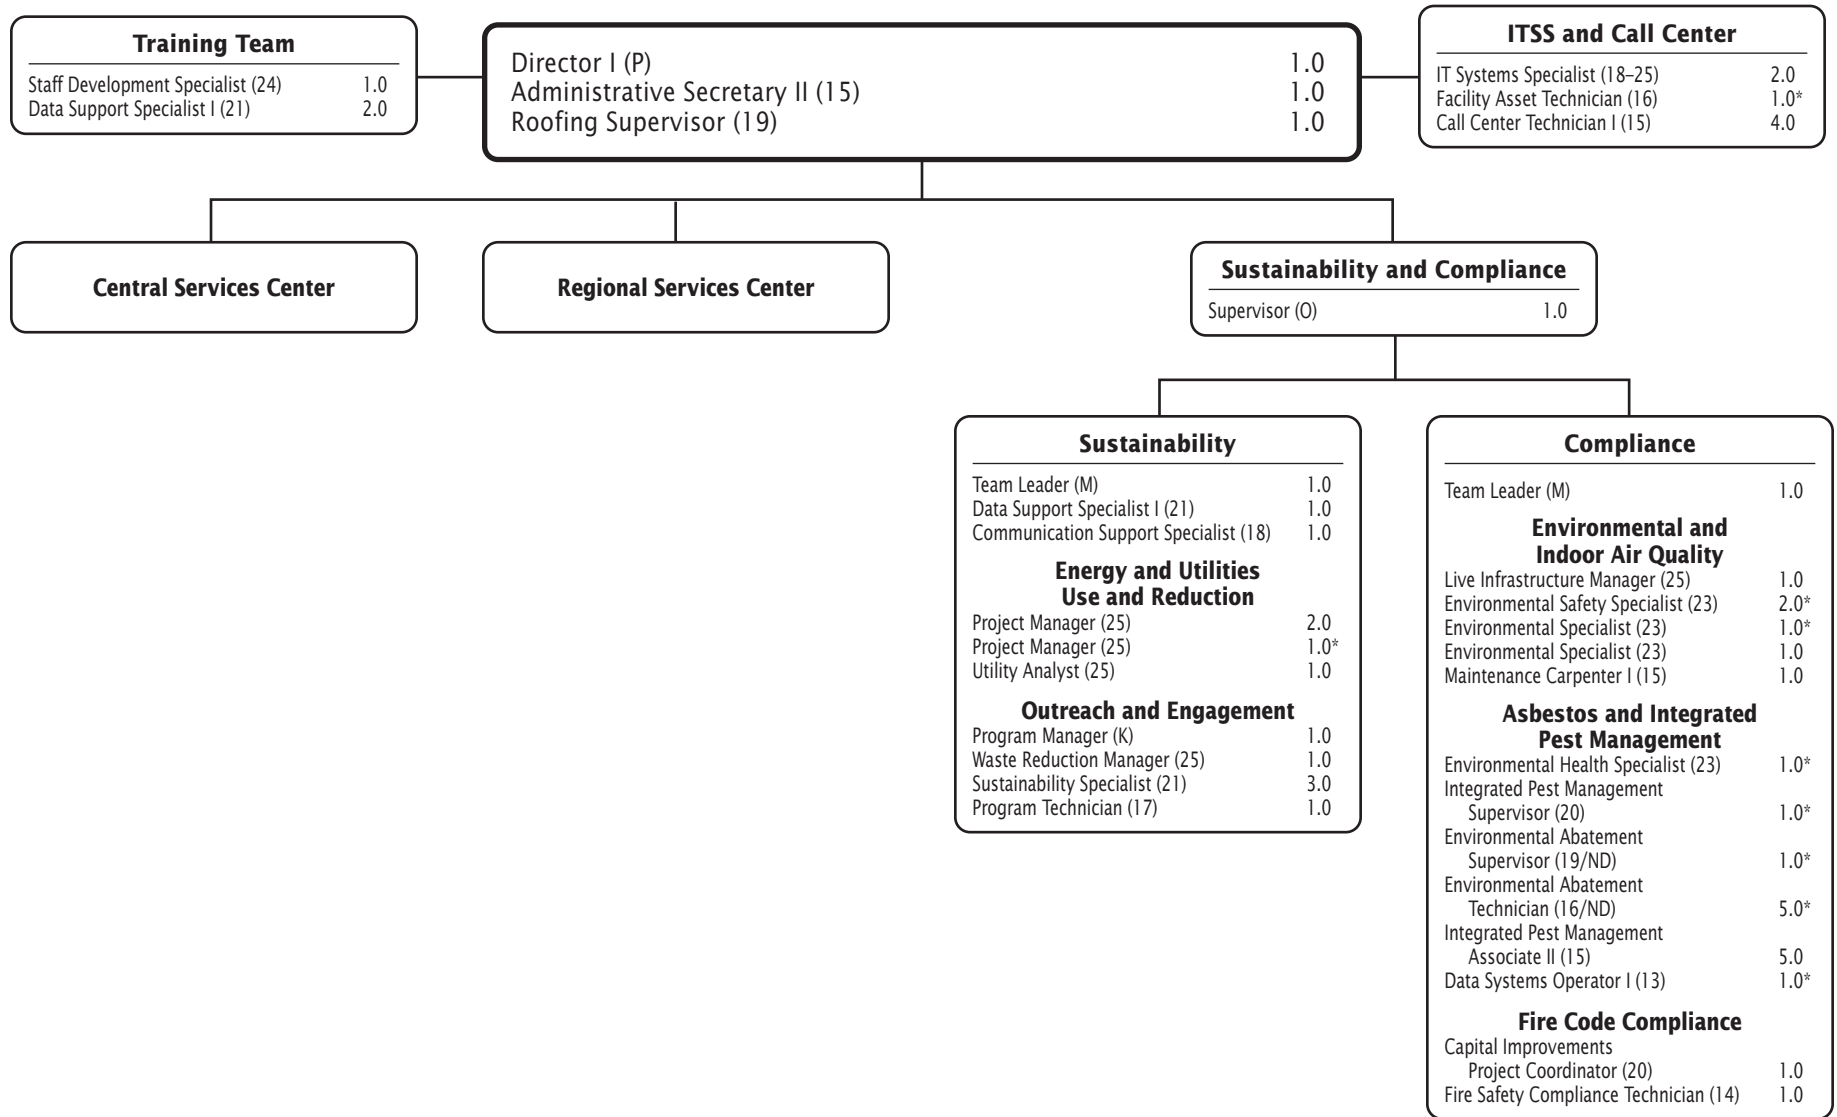 Training Team
Staff Development Specialist (24) 1.0
Data Support Specialist I (21) 2.0
Director I (P) 1.0
Administrative Secretary II (15) 1.0
Roofing Supervisor (19) 1.0
ITSS and Call Center
IT Systems Specialist (18–25) 2.0
Facility Asset Technician (16) 1.0*
Call Center Technician I (15) 4.0
Central Services Center
Regional Services Center
Sustainability and Compliance
Supervisor (O) 1.0
Sustainability
Team Leader (M) 1.0
Data Support Specialist I (21) 1.0
Communication Support Specialist (18) 1.0
Energy and Utilities
Use and Reduction
Project Manager (25) 2.0
Project Manager (25) 1.0*
Utility Analyst (25) 1.0
Outreach and Engagement
Program Manager (K) 1.0
Waste Reduction Manager (25) 1.0
Sustainability Specialist (21) 3.0
Program Technician (17) 1.0
Compliance
Team Leader (M) 1.0
Environmental and
Indoor Air Quality
Live Infrastructure Manager (25) 1.0
Environmental Safety Specialist (23) 2.0*
Environmental Specialist (23) 1.0*
Environmental Specialist (23) 1.0
Maintenance Carpenter I (15) 1.0
Asbestos and Integrated
Pest Management
Environmental Health Specialist (23) 1.0*
Integrated Pest Management
Supervisor (20) 1.0*
Environmental Abatement
Supervisor (19/ND) 1.0*
Environmental Abatement
Technician (16/ND) 5.0*
Integrated Pest Management
Associate II (15) 5.0
Data Systems Operator I (13) 1.0*
Fire Code Compliance
Capital Improvements
Project Coordinator (20) 1.0
Fire Safety Compliance Technician (14) 1.0